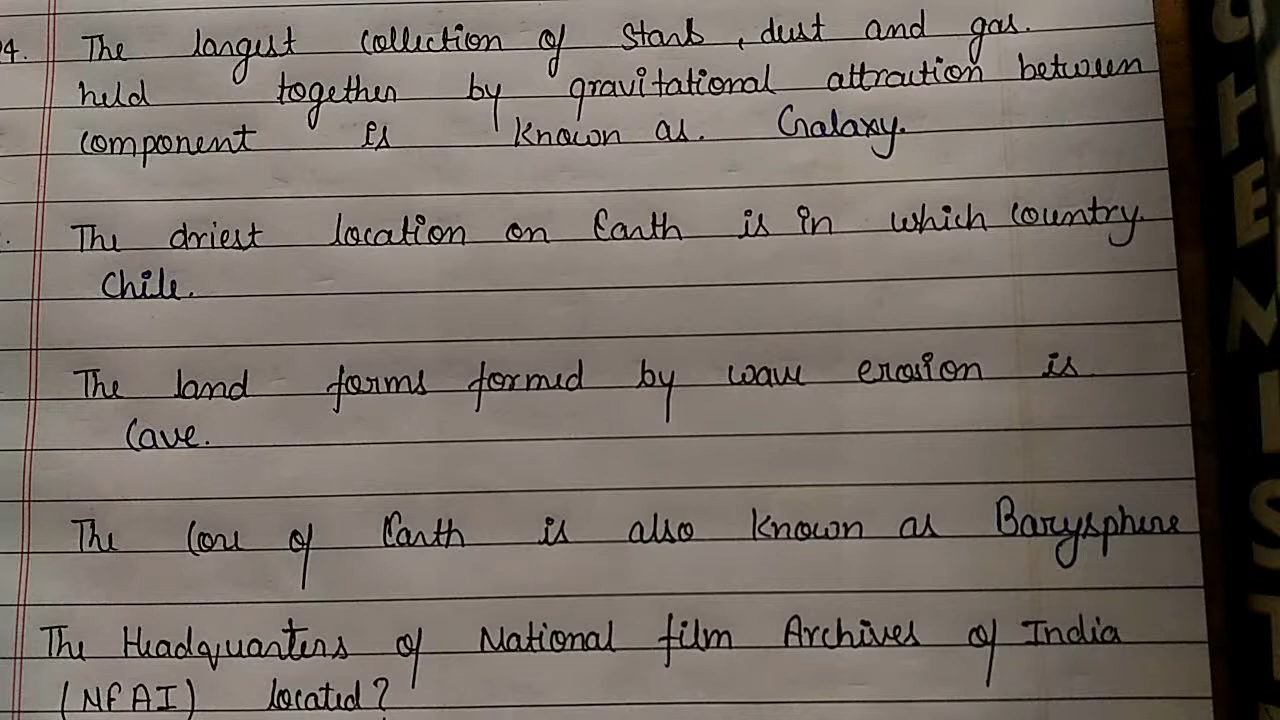 04. The largest collection of stars, dust and gas.
held together by gravitational attraction between
component is known as. Galaxy.
The driest location on Earth is in which country.
Chile.
The land forms formed by wave erosion is
Cave.
The Core of Earth is also known as Barysphere
The Headquarters of National film Archives of India
(NFAI) located?